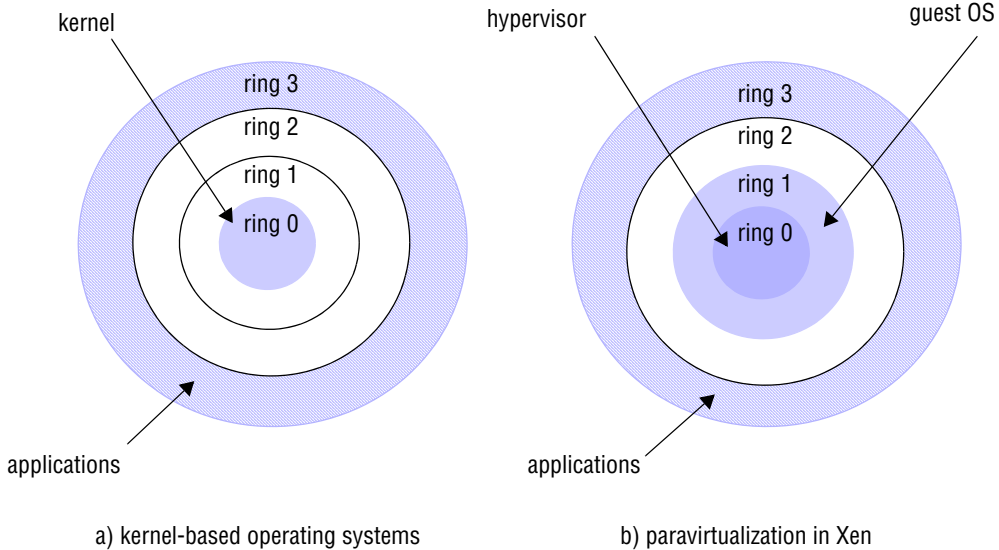 kernel
ring 3
ring 2
ring 1
ring 0
applications
a) kernel-based operating systems
hypervisor
guest OS
ring 3
ring 2
ring 1
ring 0
applications
b) paravirtualization in Xen